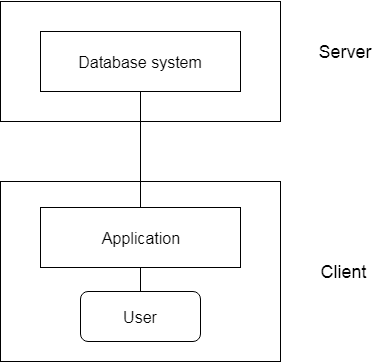 Server
Database system
Application
Client
User